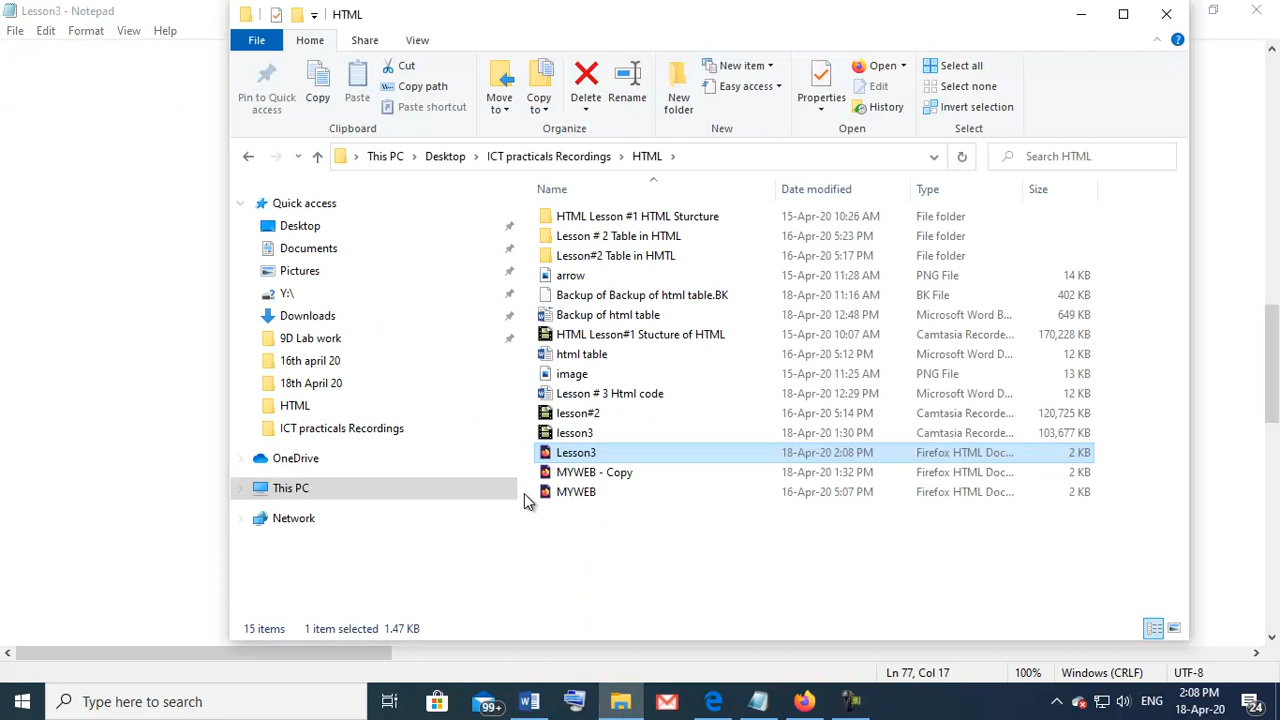 Lesson3 - Notepad
File Edit Format View Help
HTML
File Home Share View
Pin to Quick access
Copy
Paste
Cut
Copy path
Paste shortcut
Clipboard
Move to
Copy to
Delete
Rename
Organize
New folder
New item
Easy access
New
Properties
Open
Edit
History
Open
Select all
Select none
Invert selection
Select
This PC Desktop ICT practicals Recordings HTML
Search HTML
Quick access
Desktop
Documents
Pictures
Y:\
Downloads
9D Lab work
16th april 20
18th April 20
HTML
ICT practicals Recordings
OneDrive
This PC
Network
Name Date modified Type Size
HTML Lesson #1 HTML Sturcture 15-Apr-20 10:26 AM File folder
Lesson # 2 Table in HTML 16-Apr-20 5:23 PM File folder
Lesson#2 Table in HMTL 16-Apr-20 5:17 PM File folder
arrow 15-Apr-20 11:28 AM PNG File 14 KB
Backup of Backup of html table.BK 18-Apr-20 11:16 AM BK File 402 KB
Backup of html table 18-Apr-20 12:48 PM Microsoft Word B... 649 KB
HTML Lesson#1 Stucture of HTML 15-Apr-20 10:07 AM Camtasia Recorde... 170,228 KB
html table 16-Apr-20 5:12 PM Microsoft Word D... 12 KB
image 15-Apr-20 11:25 AM PNG File 13 KB
Lesson # 3 Html code 18-Apr-20 12:29 PM Microsoft Word D... 12 KB
lesson#2 16-Apr-20 5:14 PM Camtasia Recorde... 120,725 KB
lesson3 18-Apr-20 1:30 PM Camtasia Recorde... 103,677 KB
Lesson3 18-Apr-20 2:08 PM Firefox HTML Doc... 2 KB
MYWEB - Copy 18-Apr-20 1:32 PM Firefox HTML Doc... 2 KB
MYWEB 16-Apr-20 5:07 PM Firefox HTML Doc... 2 KB
15 items 1 item selected 1.47 KB
Ln 77, Col 17 100% Windows (CRLF) UTF-8
Type here to search
99+
ENG
2:08 PM
18-Apr-20
24